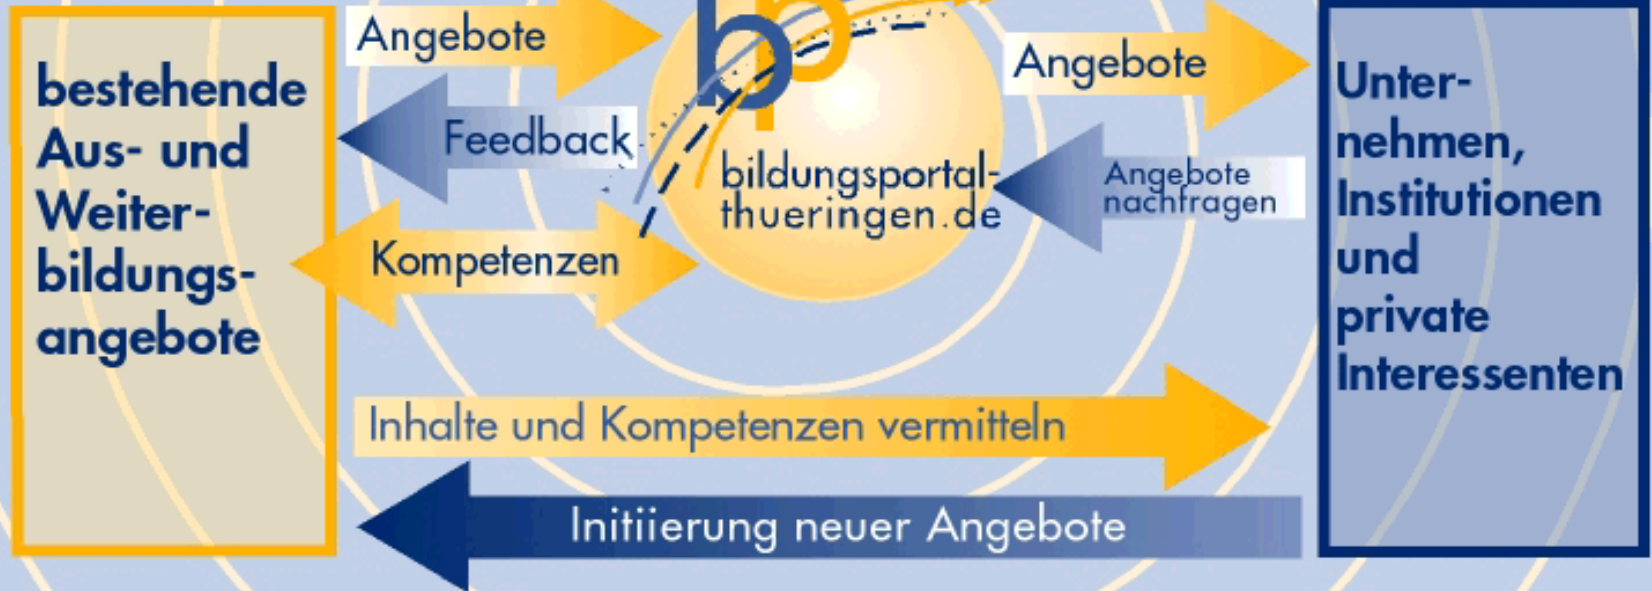 bestehende
Aus- und
Weiter-
bildungs-
angebote
Angebote
Feedback
Kompetenzen
bp
bildungsportal-
thueringen.de
Angebote
Angebote
nachfragen
Unter-
nehmen,
Institutionen
und
private
Interessenten
Inhalte und Kompetenzen vermitteln
Initiierung neuer Angebote